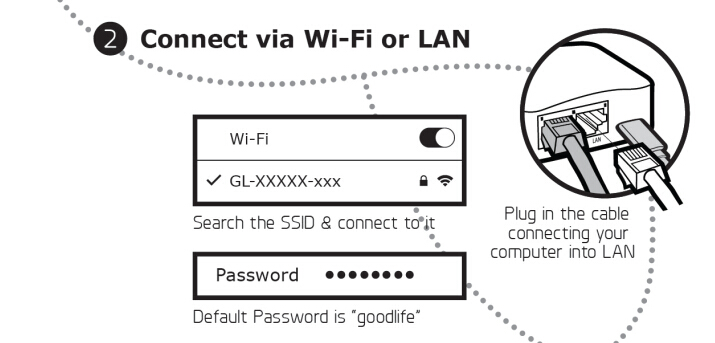 2 Connect via Wi-Fi or LAN
Wi-Fi
✓ GL-XXXXX-xxx
Search the SSID & connect to it
Password ●●●●●●●●
Default Password is "goodlife"
LAN
Plug in the cable
connecting your
computer into LAN